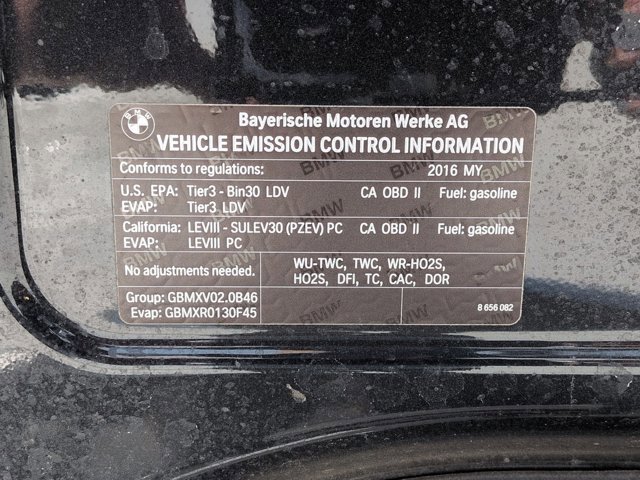 BMW
Bayerische Motoren Werke AG
VEHICLE EMISSION CONTROL INFORMATION
Conforms to regulations: 2016 MY
U.S. EPA: Tier3 - Bin30 LDV CA OBD II Fuel: gasoline
EVAP: Tier3 LDV
California: LEVIII - SULEV30 (PZEV) PC CA OBD II Fuel: gasoline
EVAP: LEVIII PC
No adjustments needed. WU-TWC, TWC, WR-HO2S,
HO2S, DFI, TC, CAC, DOR
Group: GBMXV02.0B46
Evap: GBMXR0130F45 8 656 082